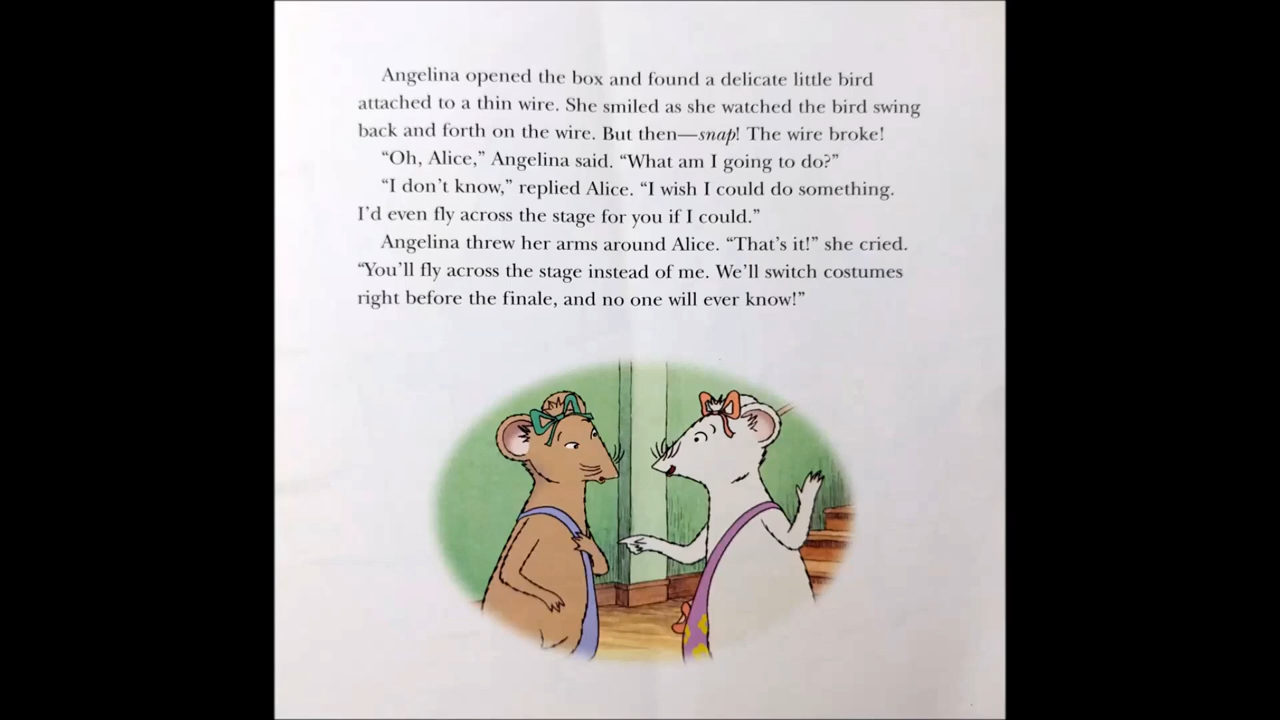 Angelina opened the box and found a delicate little bird
attached to a thin wire. She smiled as she watched the bird swing
back and forth on the wire. But then—snap! The wire broke!
“Oh, Alice,” Angelina said. “What am I going to do?”
“I don’t know,” replied Alice. “I wish I could do something.
I’d even fly across the stage for you if I could.”
Angelina threw her arms around Alice. “That’s it!” she cried.
“You’ll fly across the stage instead of me. We’ll switch costumes
right before the finale, and no one will ever know!”